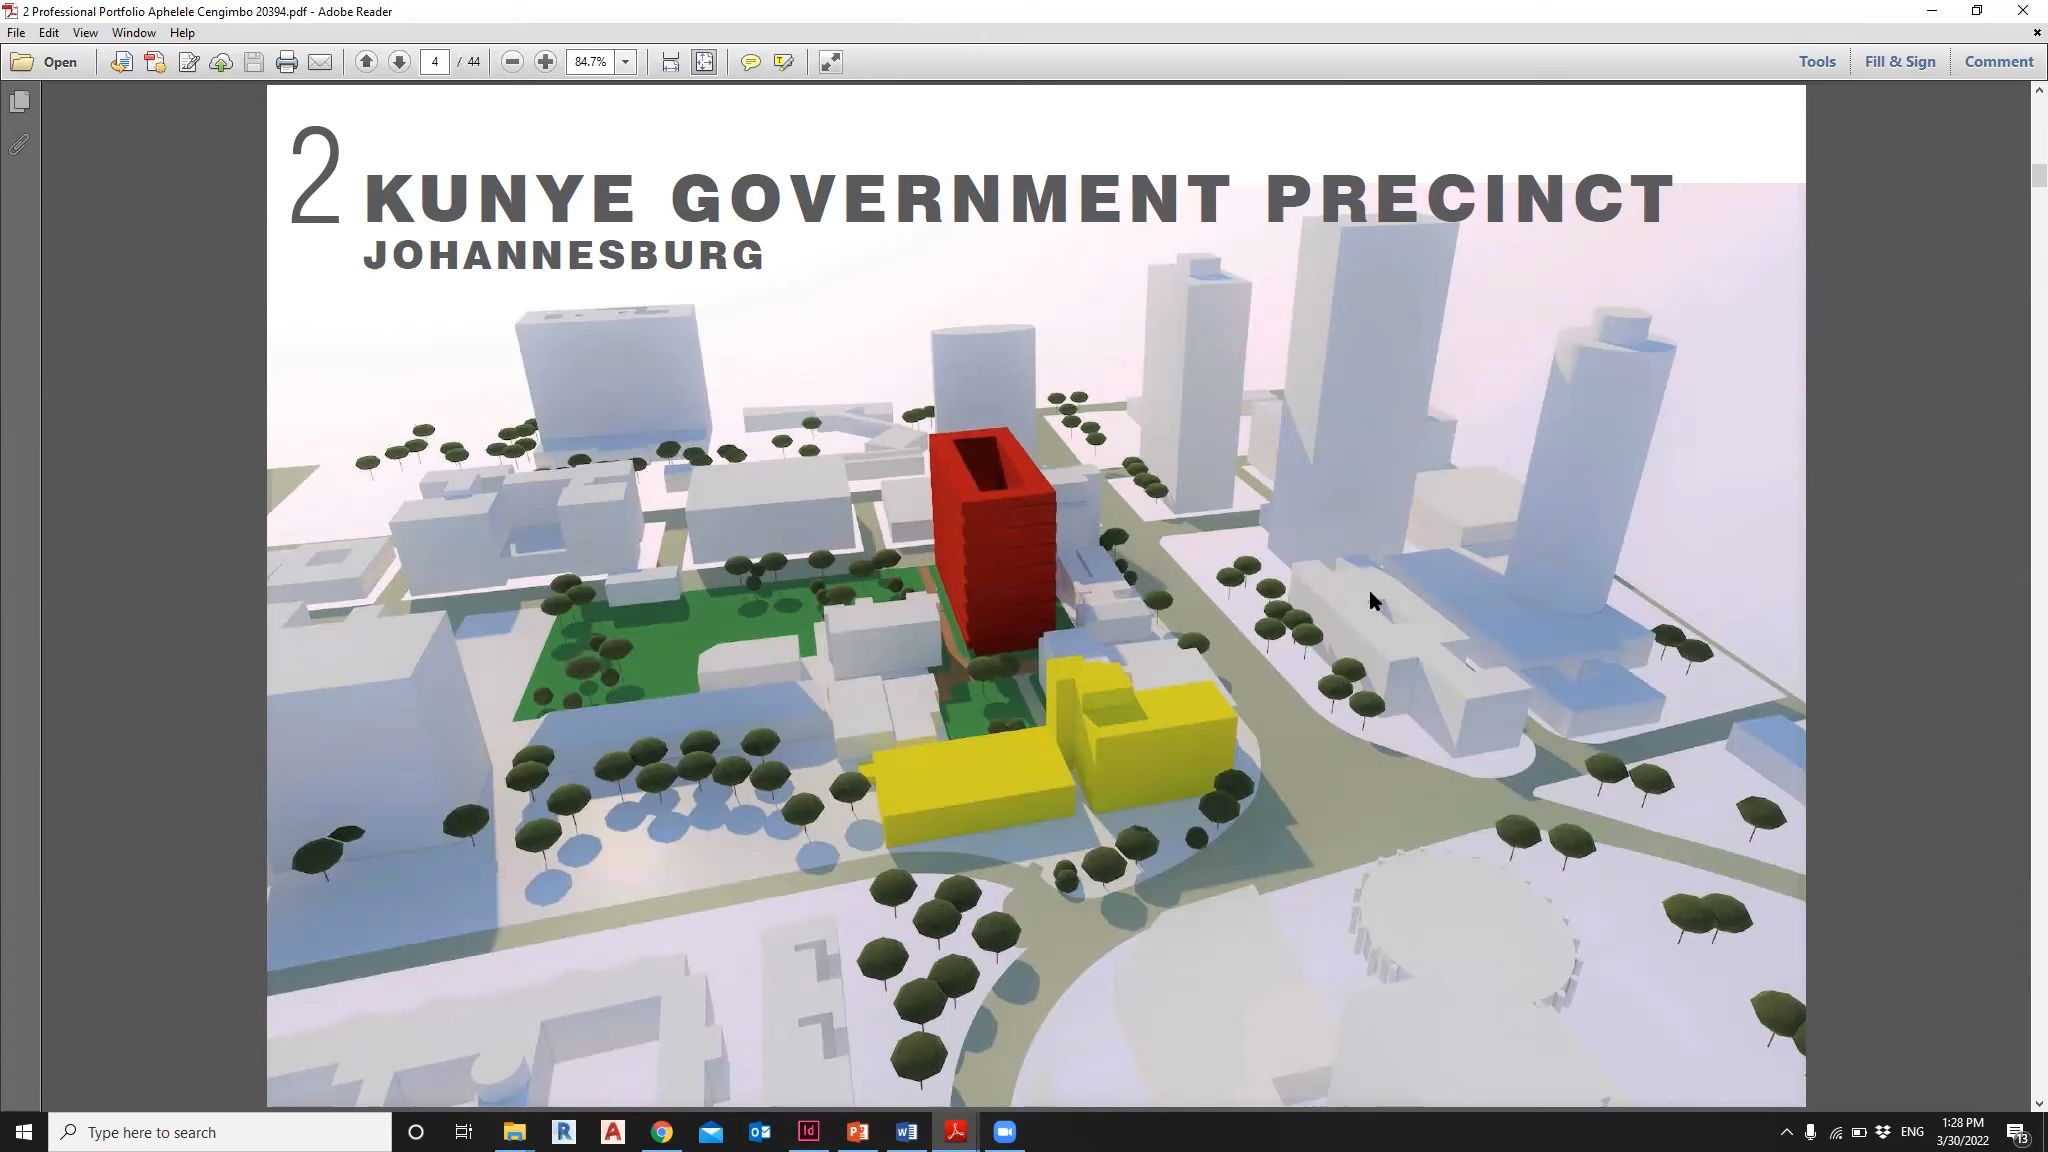 2 Professional Portfolio Aphelele Cengimbo 20394.pdf - Adobe Reader
File Edit View Window Help
Open 4 / 44 84.7% Tools Fill & Sign Comment
2 KUNYE GOVERNMENT PRECINCT
JOHANNESBURG
Type here to search
ENG
1:28 PM
3/30/2022
13